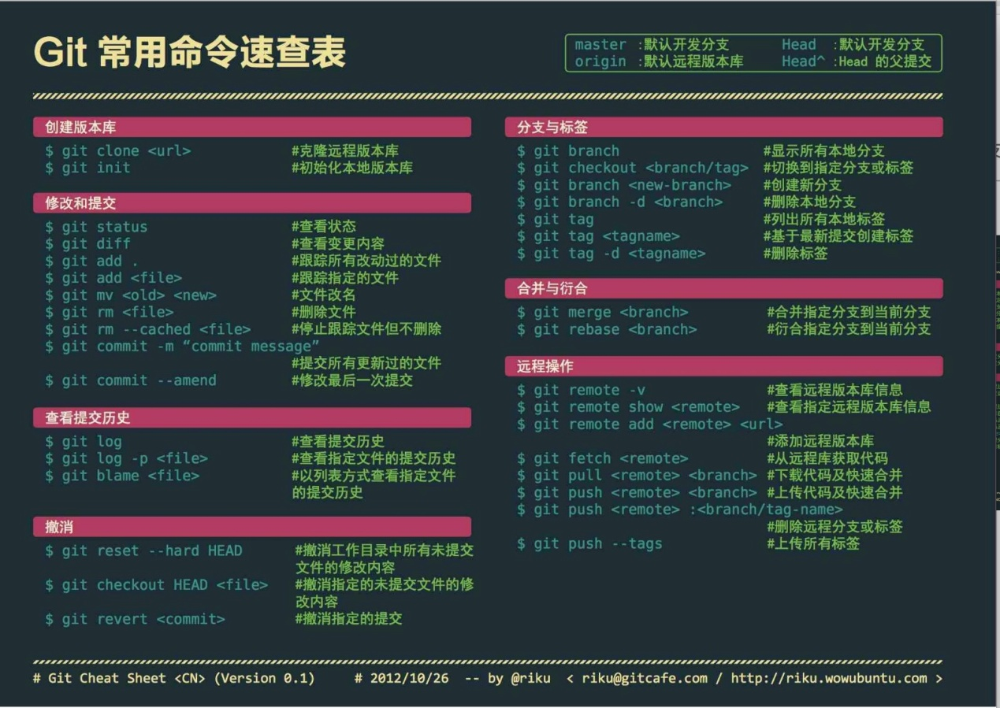 Git 常用命令速查表
master :默认开发分支 Head :默认开发分支
origin :默认远程版本库 Head^ :Head 的父提交
创建版本库
$ git clone <url> #克隆远程版本库
$ git init #初始化本地版本库
修改和提交
$ git status #查看状态
$ git diff #查看变更内容
$ git add . #跟踪所有改动过的文件
$ git add <file> #跟踪指定的文件
$ git mv <old> <new> #文件改名
$ git rm <file> #删除文件
$ git rm --cached <file> #停止跟踪文件但不删除
$ git commit -m “commit message”
#提交所有更新过的文件
$ git commit --amend #修改最后一次提交
查看提交历史
$ git log #查看提交历史
$ git log -p <file> #查看指定文件的提交历史
$ git blame <file> #以列表方式查看指定文件
的提交历史
撤消
$ git reset --hard HEAD #撤消工作目录中所有未提交
文件的修改内容
$ git checkout HEAD <file> #撤消指定的未提交文件的修
改内容
$ git revert <commit> #撤消指定的提交
分支与标签
$ git branch #显示所有本地分支
$ git checkout <branch/tag> #切换到指定分支或标签
$ git branch <new-branch> #创建新分支
$ git branch -d <branch> #删除本地分支
$ git tag #列出所有本地标签
$ git tag <tagname> #基于最新提交创建标签
$ git tag -d <tagname> #删除标签
合并与衍合
$ git merge <branch> #合并指定分支到当前分支
$ git rebase <branch> #衍合指定分支到当前分支
远程操作
$ git remote -v #查看远程版本库信息
$ git remote show <remote> #查看指定远程版本库信息
$ git remote add <remote> <url>
#添加远程版本库
$ git fetch <remote> #从远程库获取代码
$ git pull <remote> <branch> #下载代码及快速合并
$ git push <remote> <branch> #上传代码及快速合并
$ git push <remote> :<branch/tag-name>
#删除远程分支或标签
$ git push --tags #上传所有标签
# Git Cheat Sheet <CN> (Version 0.1) # 2012/10/26 -- by @riku < riku@gitcafe.com / http://riku.wowubuntu.com >